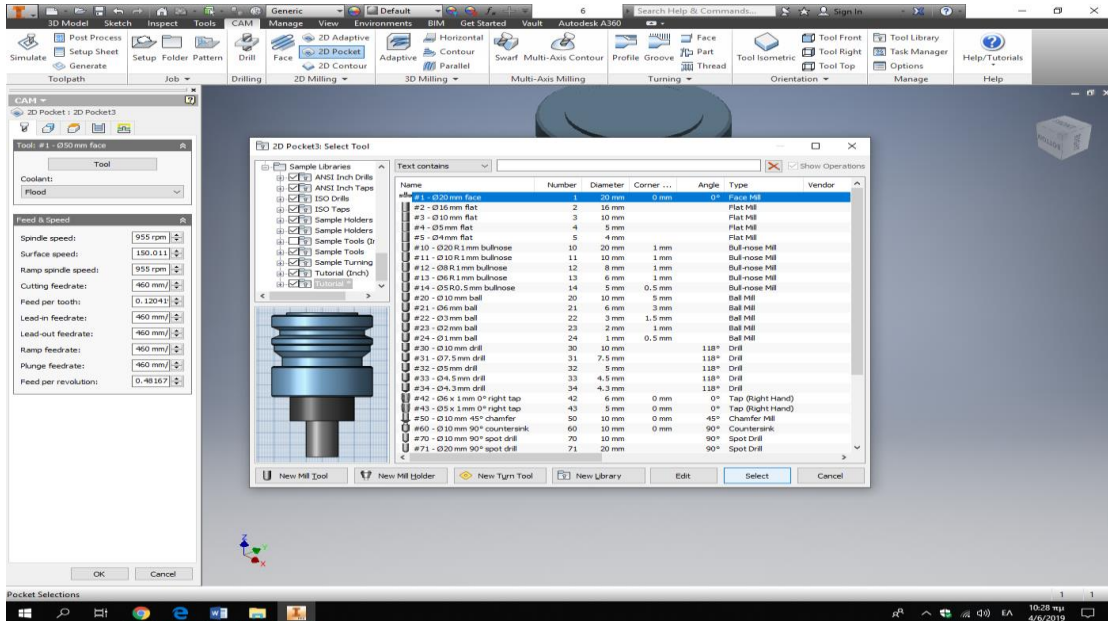 Generic Default 6 Search Help & Commands... Sign In
3D Model Sketch Inspect Tools CAM Manage View Environments BIM Get Started Vault Autodesk A360
Simulate
Post Process
Setup Sheet
Generate
Toolpath
Setup Folder Pattern
Job
Drill
Drilling
Face
2D Adaptive
2D Pocket
2D Contour
2D Milling
Adaptive
Horizontal
Contour
Parallel
3D Milling
Swarf Multi-Axis Contour
Multi-Axis Milling
Profile Groove
Face
Part
Thread
Turning
Tool Isometric
Tool Front
Tool Right
Tool Top
Orientation
Tool Library
Task Manager
Options
Manage
Help/Tutorials
Help
CAM
2D Pocket : 2D Pocket3
Tool: #1 - Ø50 mm face
Tool
Coolant:
Flood
Feed & Speed
Spindle speed: 955 rpm
Surface speed: 150.011
Ramp spindle speed: 955 rpm
Cutting feedrate: 460 mm/
Feed per tooth: 0.12041
Lead-in feedrate: 460 mm/
Lead-out feedrate: 460 mm/
Ramp feedrate: 460 mm/
Plunge feedrate: 460 mm/
Feed per revolution: 0.48167
OK Cancel
2D Pocket3: Select Tool
Sample Libraries
ANSI Inch Drills
ANSI Inch Taps
ISO Drills
ISO Taps
Sample Holders
Sample Holders
Sample Tools (Ir
Sample Tools
Sample Turning
Tutorial (Inch)
Tutorial *
Text contains Show Operations
Name Number Diameter Corner ... Angle Type Vendor
#1 - Ø20 mm face 1 20 mm 0 mm 0° Face Mill
#2 - Ø16 mm flat 2 16 mm Flat Mill
#3 - Ø10 mm flat 3 10 mm Flat Mill
#4 - Ø5 mm flat 4 5 mm Flat Mill
#5 - Ø4 mm flat 5 4 mm Flat Mill
#10 - Ø20 R1 mm bullnose 10 20 mm 1 mm Bull-nose Mill
#11 - Ø10 R1 mm bullnose 11 10 mm 1 mm Bull-nose Mill
#12 - Ø8 R1 mm bullnose 12 8 mm 1 mm Bull-nose Mill
#13 - Ø6 R1 mm bullnose 13 6 mm 1 mm Bull-nose Mill
#14 - Ø5 R0.5 mm bullnose 14 5 mm 0.5 mm Bull-nose Mill
#20 - Ø10 mm ball 20 10 mm 5 mm Ball Mill
#21 - Ø6 mm ball 21 6 mm 3 mm Ball Mill
#22 - Ø3 mm ball 22 3 mm 1.5 mm Ball Mill
#23 - Ø2 mm ball 23 2 mm 1 mm Ball Mill
#24 - Ø1 mm ball 24 1 mm 0.5 mm Ball Mill
#30 - Ø10 mm drill 30 10 mm 118° Drill
#31 - Ø7.5 mm drill 31 7.5 mm 118° Drill
#32 - Ø5 mm drill 32 5 mm 118° Drill
#33 - Ø4.5 mm drill 33 4.5 mm 118° Drill
#34 - Ø4.3 mm drill 34 4.3 mm 118° Drill
#42 - Ø6 x 1 mm 0° right tap 42 6 mm 0 mm 0° Tap (Right Hand)
#43 - Ø5 x 1 mm 0° right tap 43 5 mm 0 mm 0° Tap (Right Hand)
#50 - Ø10 mm 45° chamfer 50 10 mm 0 mm 45° Chamfer Mill
#60 - Ø10 mm 90° countersink 60 10 mm 0 mm 90° Countersink
#70 - Ø10 mm 90° spot drill 70 10 mm 90° Spot Drill
#71 - Ø20 mm 90° spot drill 71 20 mm 90° Spot Drill
New Mill Tool New Mill Holder New Turn Tool New Library Edit Select Cancel
Z
Y
X
Pocket Selections 1 1
ΕΛ
10:28 πμ
4/6/2019